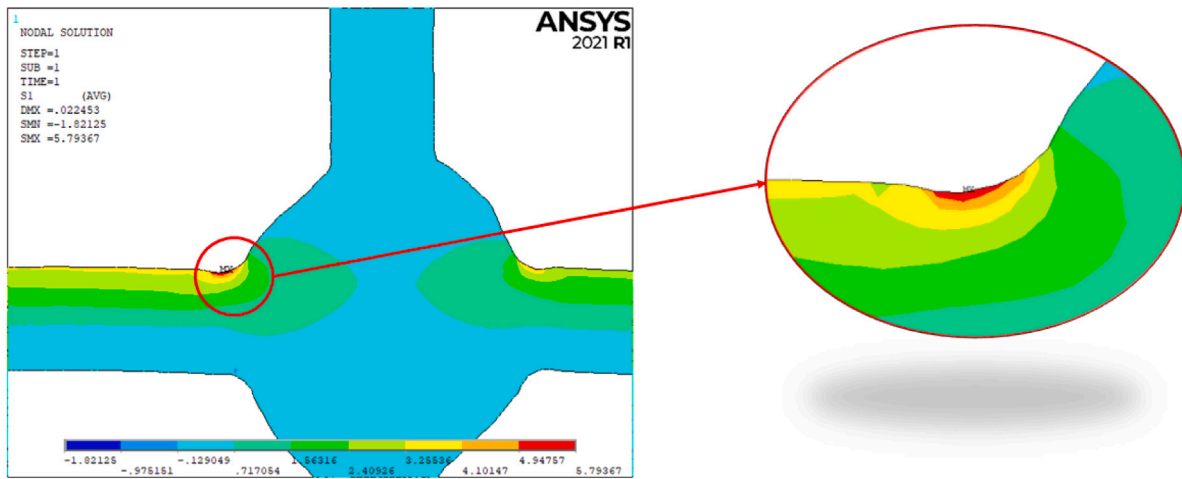 1
NODAL SOLUTION
STEP=1
SUB =1
TIME=1
S1 (AVG)
DMX =.022453
SMN =-1.82125
SMX =5.79367
ANSYS
2021 R1
MX
MX
-1.82125 -.129049 1.56316 3.25536 4.94757
-.975151 .717054 2.40926 4.10147 5.79367